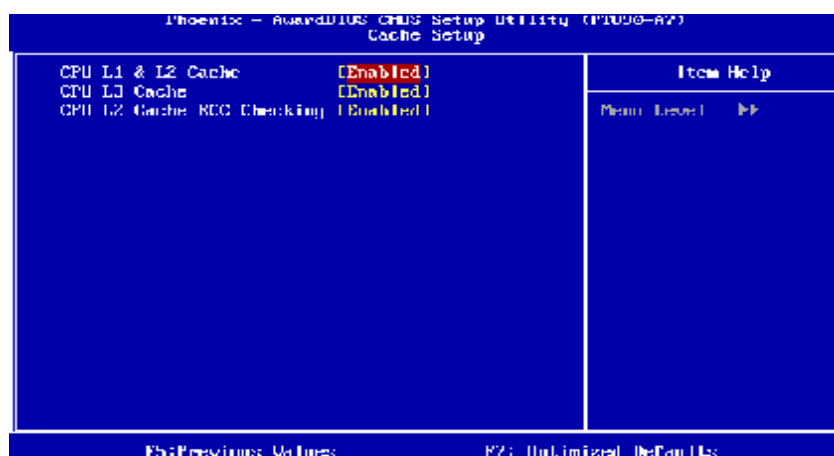 Phoenix - AwardBIOS CMOS Setup Utility
Cache Setup
CPU L1 & L2 Cache [Enabled]
CPU L3 Cache [Enabled]
CPU L2 Cache ECC Checking [Enabled]
Item Help
Menu Level ▶▶
F5:Previous Values F7: Optimized Defaults